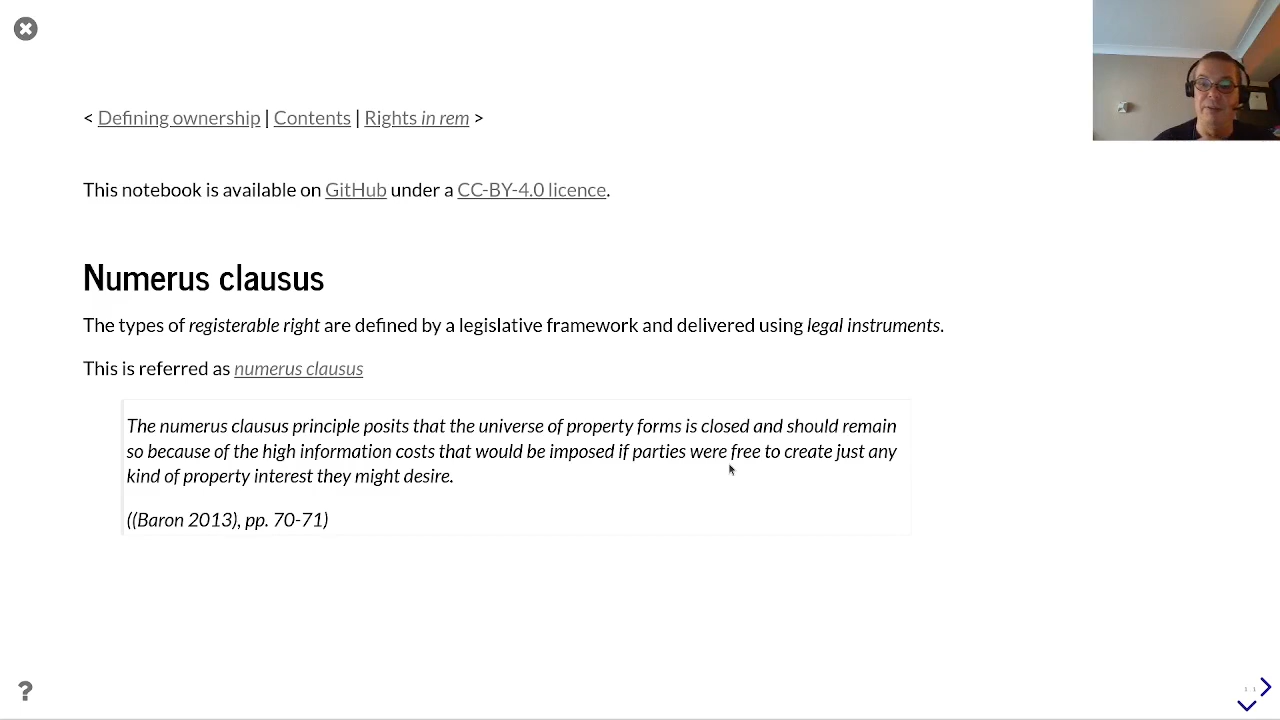 < Defining ownership | Contents | Rights in rem >
This notebook is available on GitHub under a CC-BY-4.0 licence.
Numerus clausus
The types of registerable right are defined by a legislative framework and delivered using legal instruments.
This is referred as numerus clausus
The numerus clausus principle posits that the universe of property forms is closed and should remain
so because of the high information costs that would be imposed if parties were free to create just any
kind of property interest they might desire.
((Baron 2013), pp. 70-71)
?